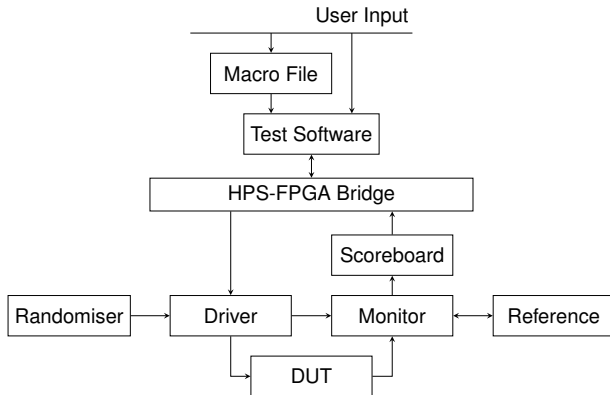 User Input
Macro File
Test Software
HPS-FPGA Bridge
Scoreboard
Randomiser
Driver
Monitor
Reference
DUT